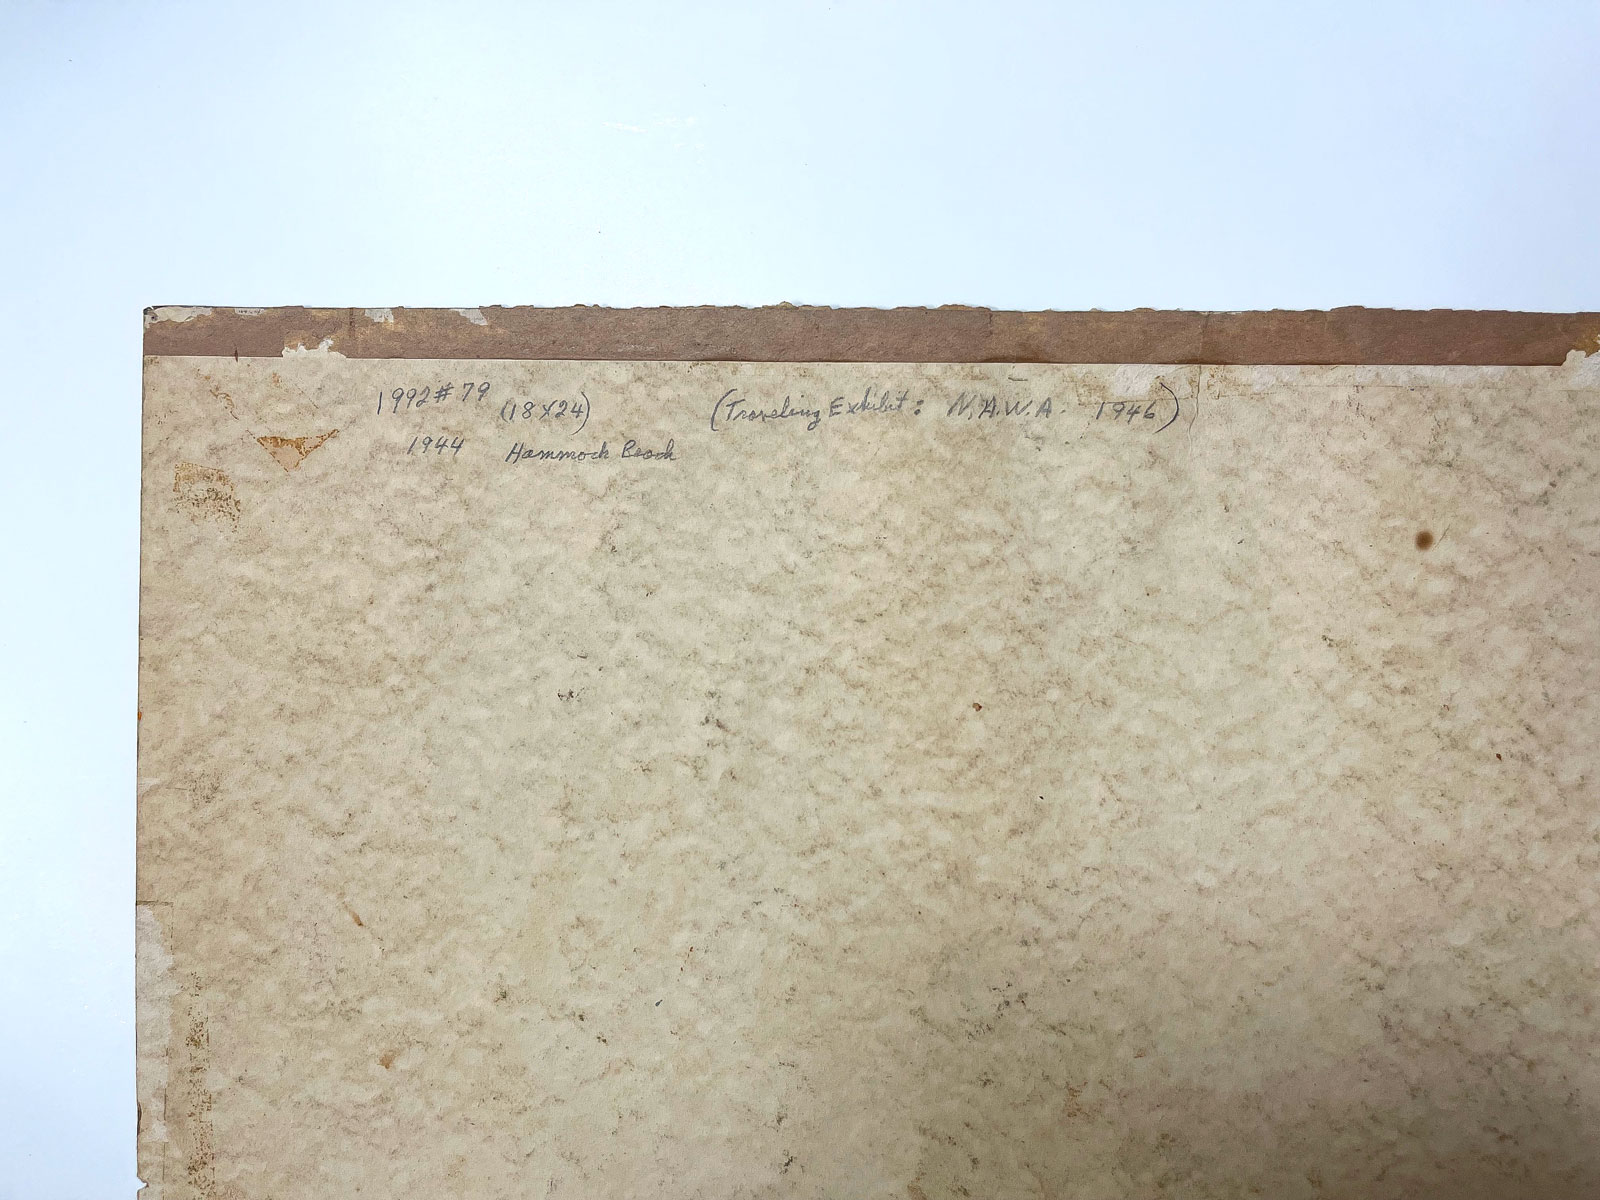 1992#79 (18X24) (Traveling Exhibit: N.A.W.A. 1946)
1944 Hammock Beach